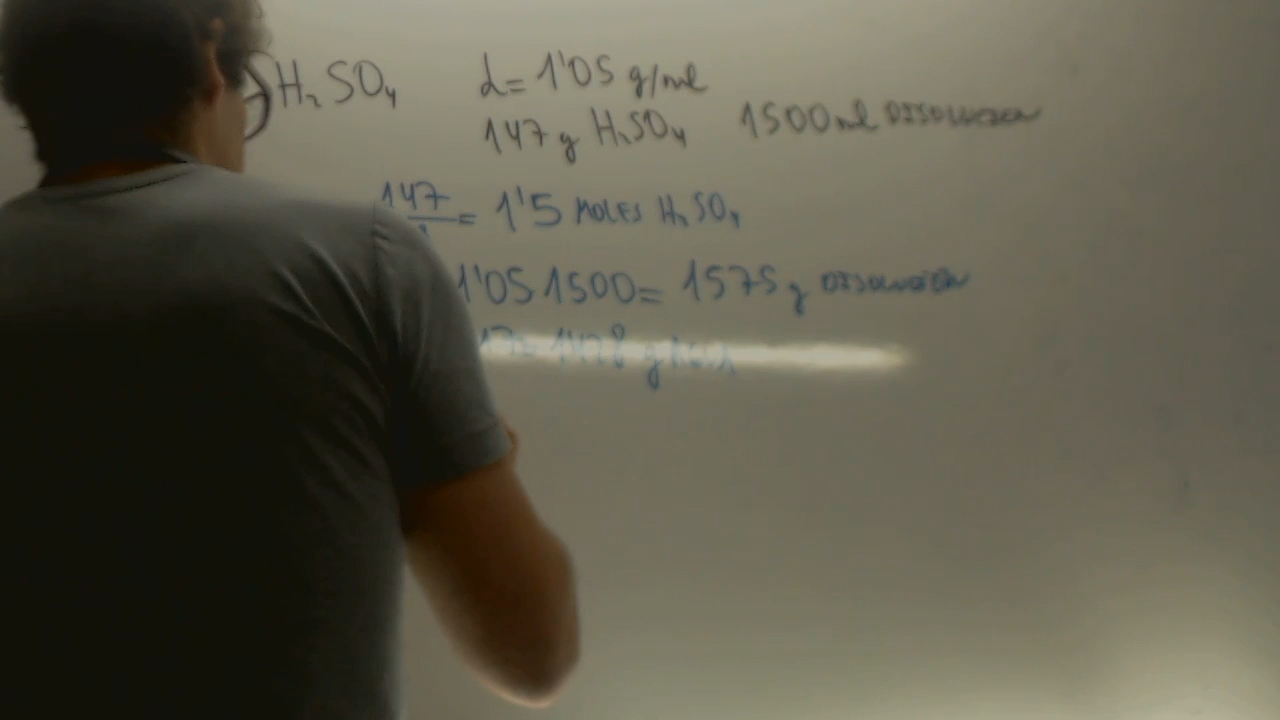 ) H₂SO₄ d= 1'05 g/ml
147 g H₂SO₄ 1500 ml DISOLUCIÓN
147/ = 1'5 MOLES H₂SO₄
1'05 1500= 1575 g DISOLUCIÓN
1428 g